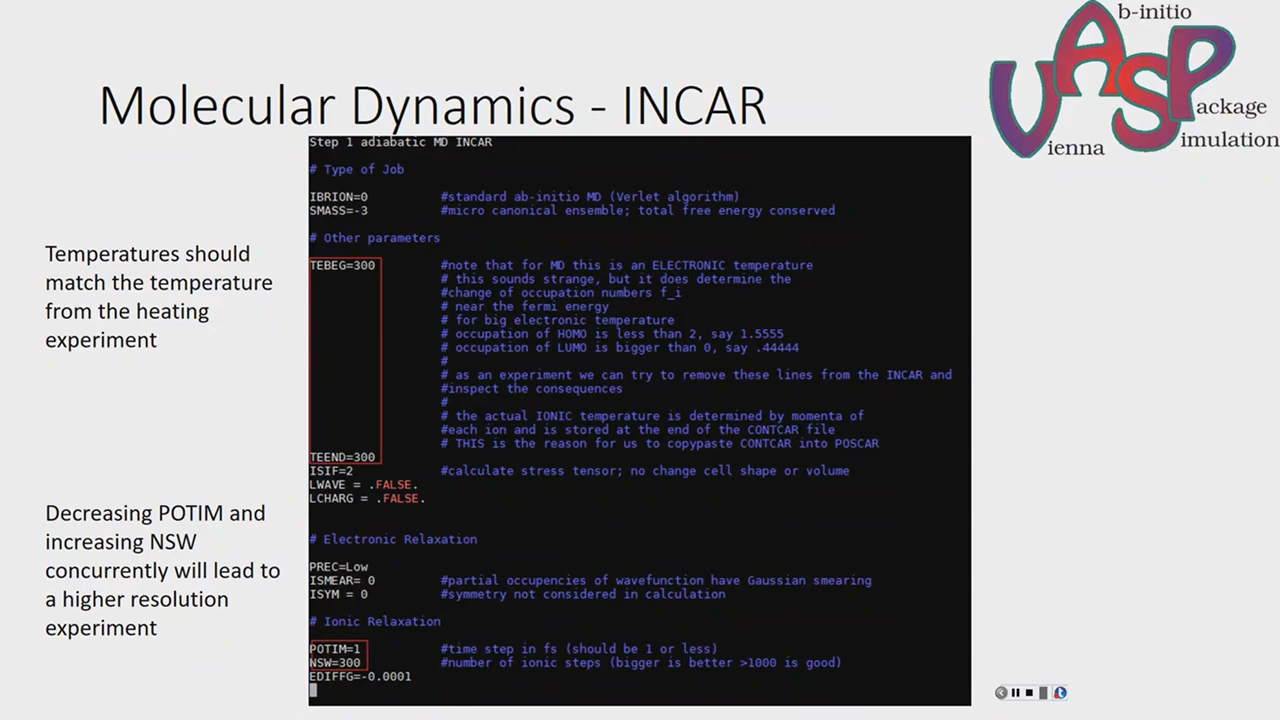 Molecular Dynamics - INCAR
Vienna
Ab-initio
Simulation
Package
Temperatures should
match the temperature
from the heating
experiment
Decreasing POTIM and
increasing NSW
concurrently will lead to
a higher resolution
experiment
Step 1 adiabatic MD INCAR
# Type of Job
IBRION=0 #standard ab-initio MD (Verlet algorithm)
SMASS=-3 #micro canonical ensemble; total free energy conserved
# Other parameters
TEBEG=300 #note that for MD this is an ELECTRONIC temperature
# this sounds strange, but it does determine the
#change of occupation numbers f_i
# near the fermi energy
# for big electronic temperature
# occupation of HOMO is less than 2, say 1.5555
# occupation of LUMO is bigger than 0, say .44444
#
# as an experiment we can try to remove these lines from the INCAR and
#inspect the consequences
#
# the actual IONIC temperature is determined by momenta of
#each ion and is stored at the end of the CONTCAR file
# THIS is the reason for us to copypaste CONTCAR into POSCAR
TEEND=300
ISIF=2 #calculate stress tensor; no change cell shape or volume
LWAVE = .FALSE.
LCHARG = .FALSE.
# Electronic Relaxation
PREC=Low
ISMEAR= 0 #partial occupencies of wavefunction have Gaussian smearing
ISYM = 0 #symmetry not considered in calculation
# Ionic Relaxation
POTIM=1 #time step in fs (should be 1 or less)
NSW=300 #number of ionic steps (bigger is better >1000 is good)
EDIFFG=-0.0001